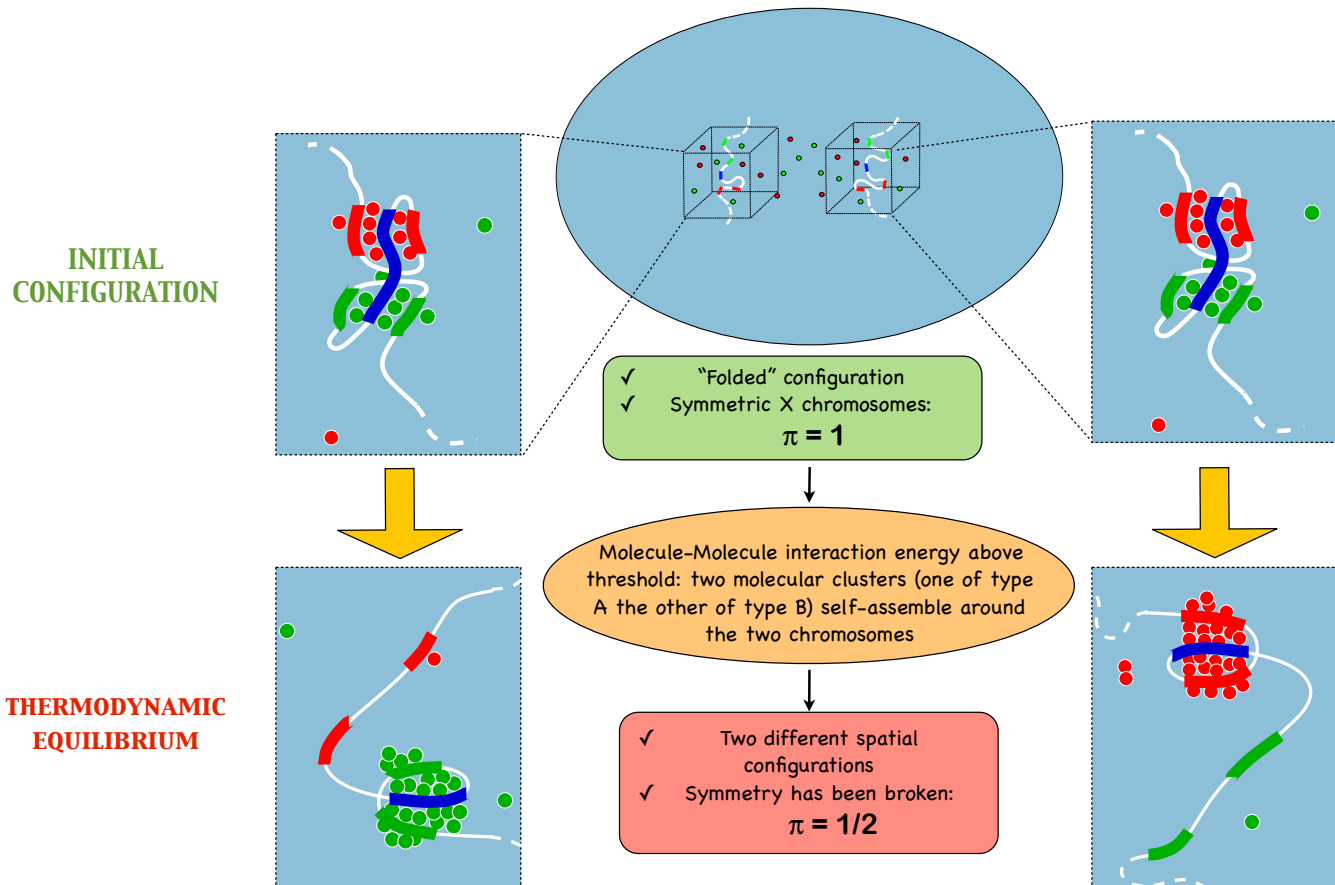 INITIAL
CONFIGURATION
✓ "Folded" configuration
✓ Symmetric X chromosomes:
π = 1
Molecule-Molecule interaction energy above
threshold: two molecular clusters (one of type
A the other of type B) self-assemble around
the two chromosomes
THERMODYNAMIC
EQUILIBRIUM
✓ Two different spatial
configurations
✓ Symmetry has been broken:
π = 1/2